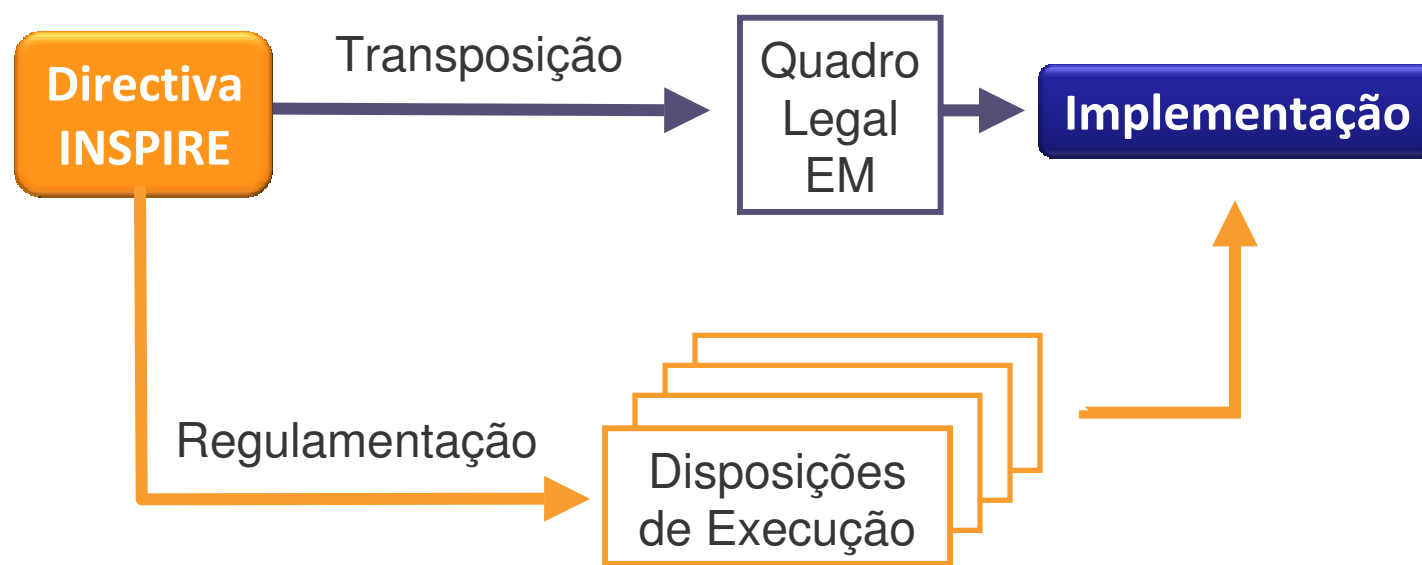 Directiva
INSPIRE
Transposição
Quadro
Legal
EM
Implementação
Regulamentação
Disposições
de Execução